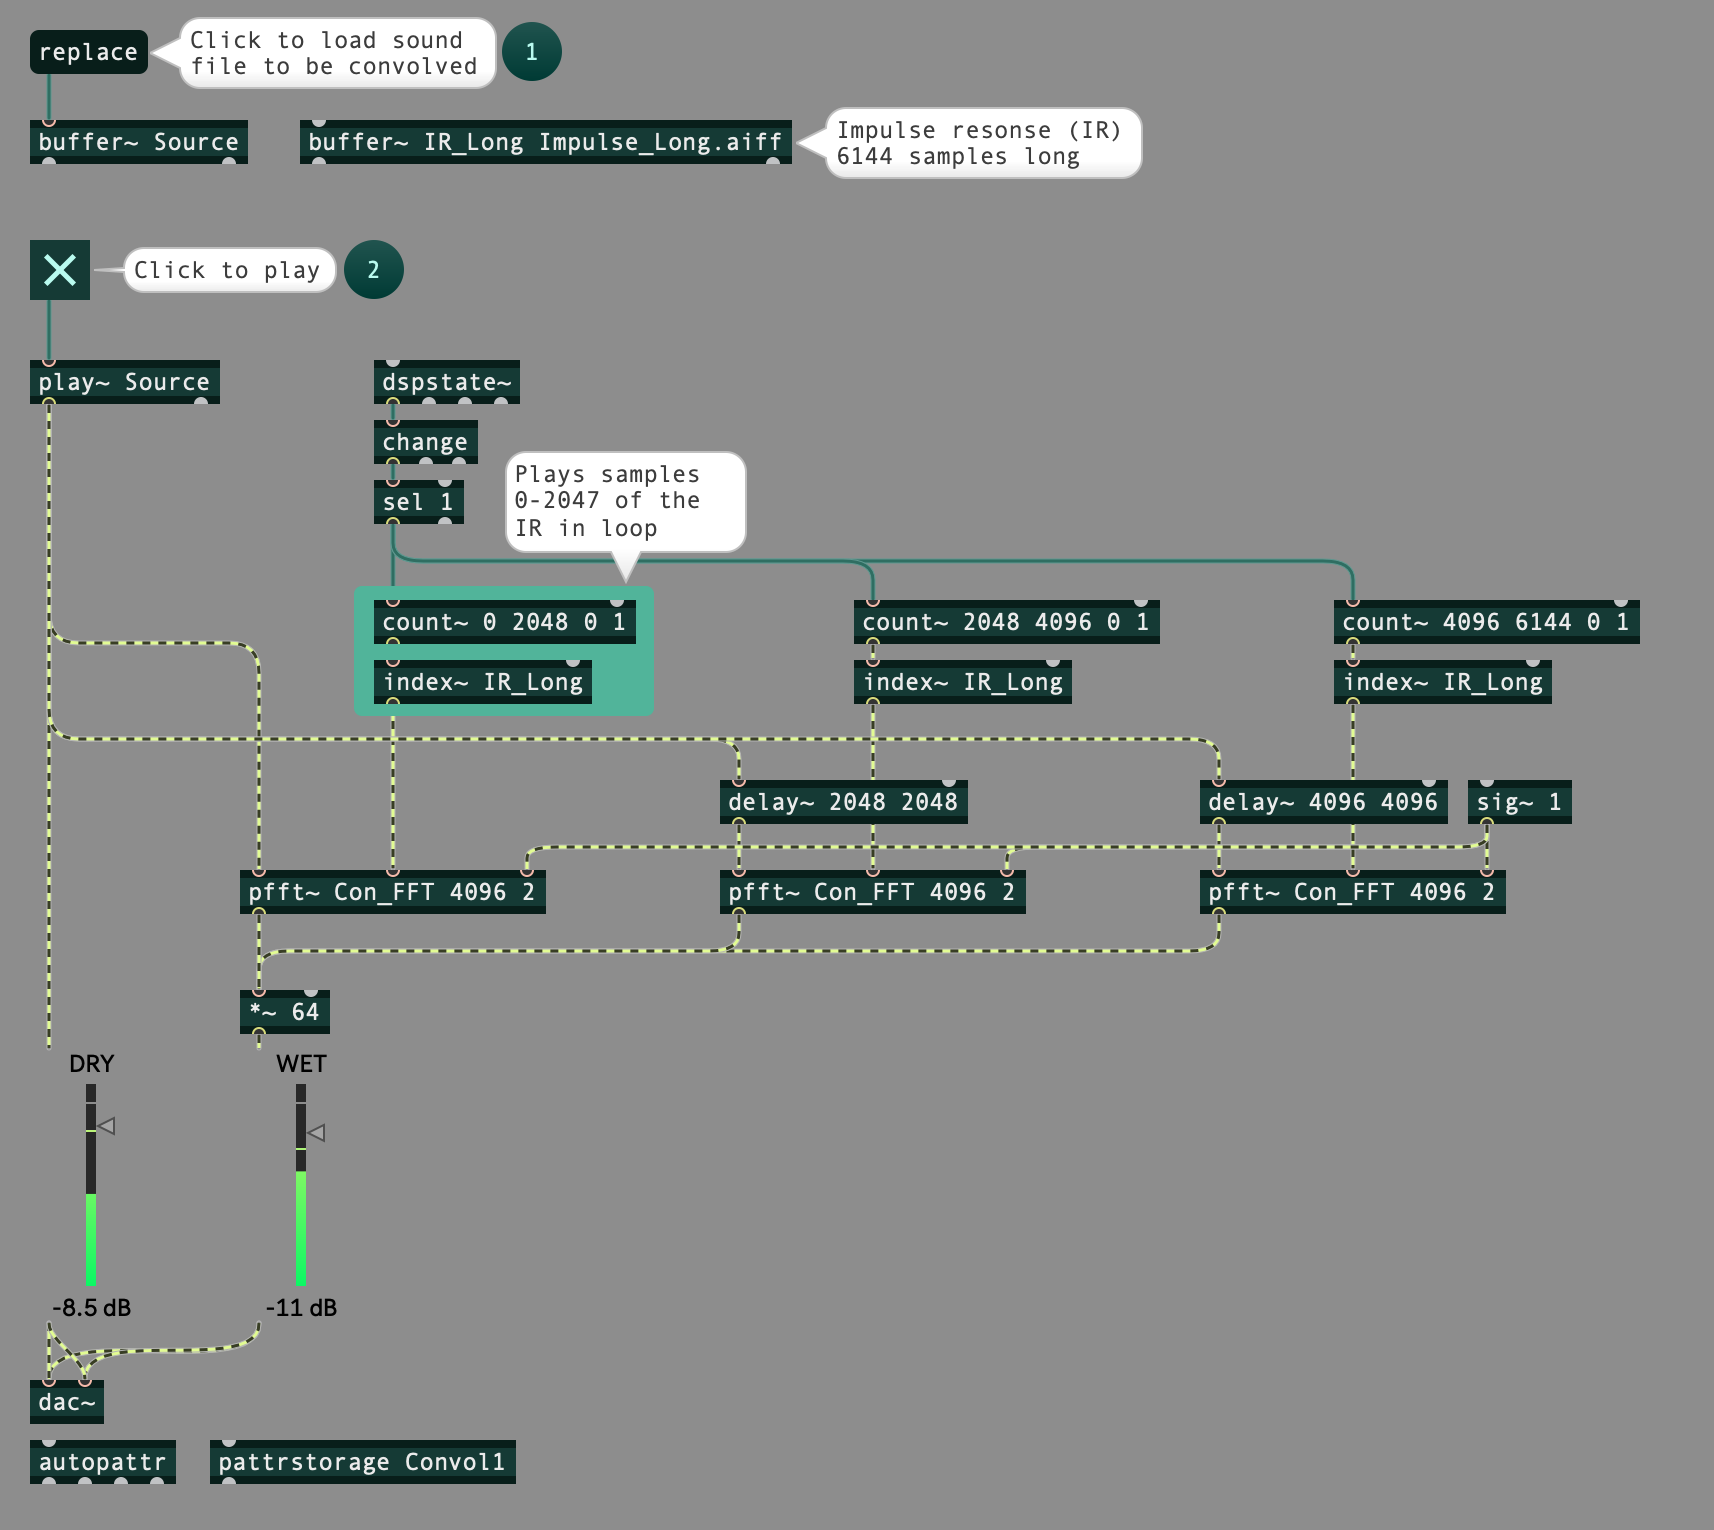 replace
Click to load sound
file to be convolved
1
buffer~ Source
buffer~ IR_Long Impulse_Long.aiff
Impulse resonse (IR)
6144 samples long
Click to play
2
play~ Source
dspstate~
change
sel 1
Plays samples
0-2047 of the
IR in loop
count~ 0 2048 0 1
count~ 2048 4096 0 1
count~ 4096 6144 0 1
index~ IR_Long
index~ IR_Long
index~ IR_Long
delay~ 2048 2048
delay~ 4096 4096
sig~ 1
pfft~ Con_FFT 4096 2
pfft~ Con_FFT 4096 2
pfft~ Con_FFT 4096 2
*~ 64
DRY
WET
-8.5 dB
-11 dB
dac~
autopattr
pattrstorage Convol1